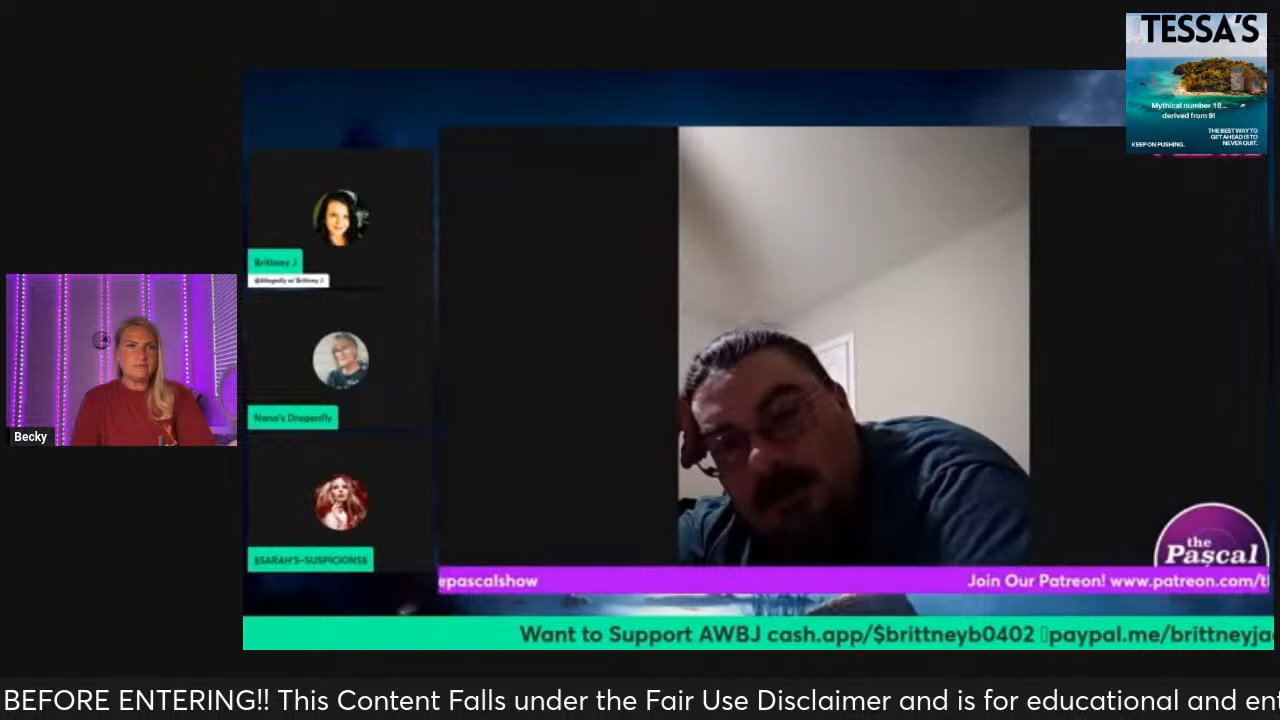 TESSA'S
Mythical number 18...
derived from 9!
THE BEST WAY TO
GET AHEAD IS TO
NEVER QUIT.
KEEP ON PUSHING.
Brittney J
@Allegedly w/ Brittney J
Nana's Dragonfly
§SARAH'S~SUSPICIONS§
Becky
the
Pascal
epascalshow
Join Our Patreon! www.patreon.com/t
Want to Support AWBJ cash.app/$brittneyb0402 paypal.me/brittneyja
BEFORE ENTERING!! This Content Falls under the Fair Use Disclaimer and is for educational and ent